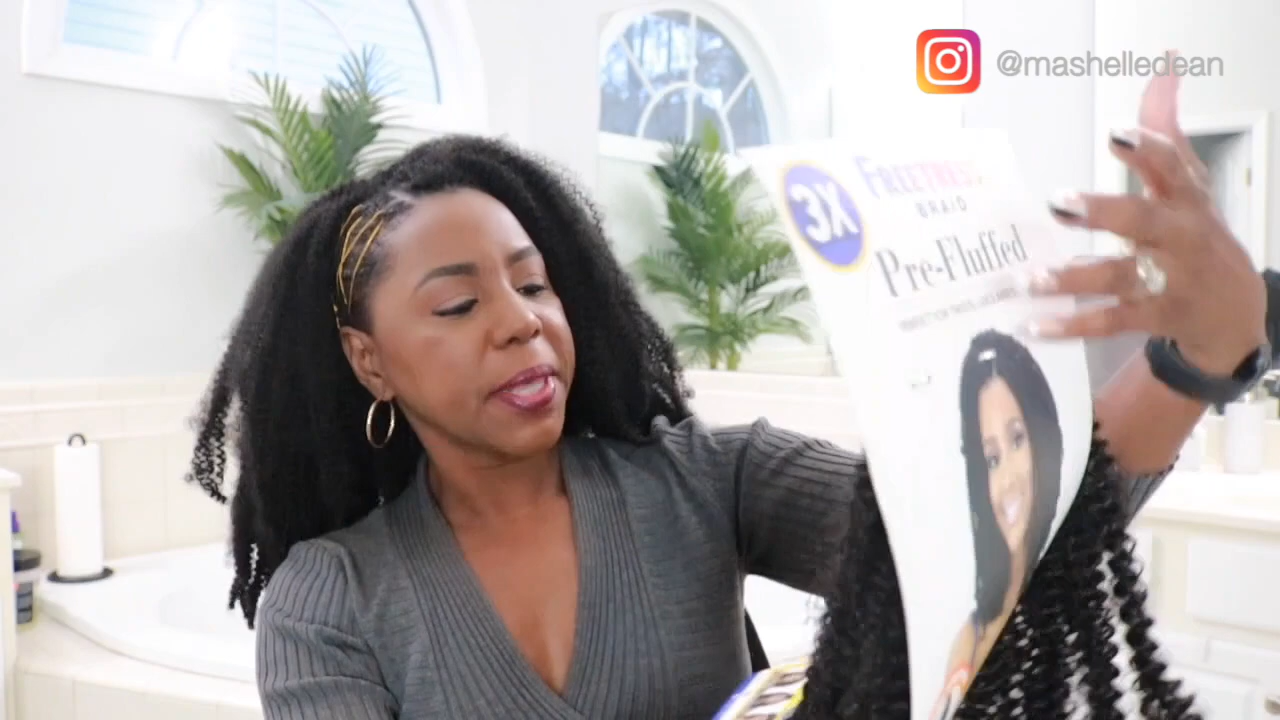 @mashelledean
3X
FREETRESS
BRAID
Pre-Fluffed